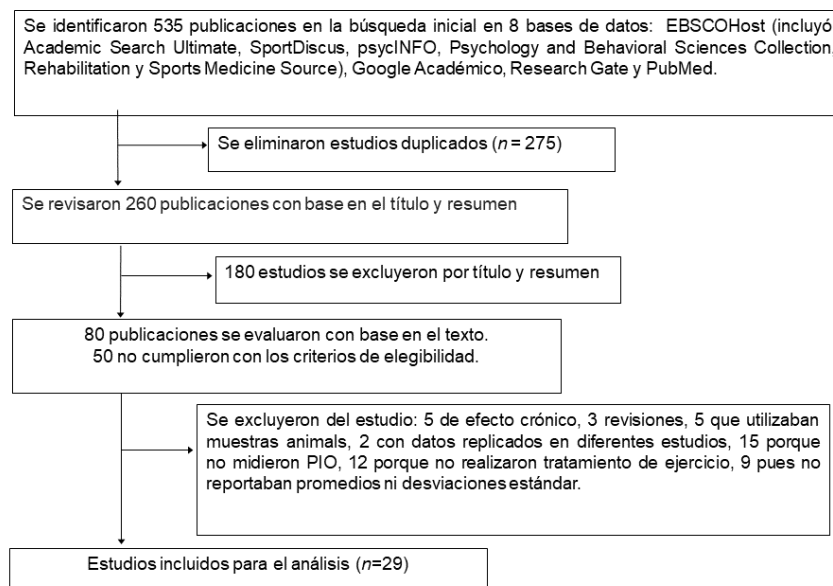 Se identificaron 535 publicaciones en la búsqueda inicial en 8 bases de datos: EBSCOHost (incluyó
Academic Search Ultimate, SportDiscus, psycINFO, Psychology and Behavioral Sciences Collection,
Rehabilitation y Sports Medicine Source), Google Académico, Research Gate y PubMed.
Se eliminaron estudios duplicados (n = 275)
Se revisaron 260 publicaciones con base en el título y resumen
180 estudios se excluyeron por título y resumen
80 publicaciones se evaluaron con base en el texto.
50 no cumplieron con los criterios de elegibilidad.
Se excluyeron del estudio: 5 de efecto crónico, 3 revisiones, 5 que utilizaban
muestras animals, 2 con datos replicados en diferentes estudios, 15 porque
no midieron PIO, 12 porque no realizaron tratamiento de ejercicio, 9 pues no
reportaban promedios ni desviaciones estándar.
Estudios incluidos para el análisis (n=29)